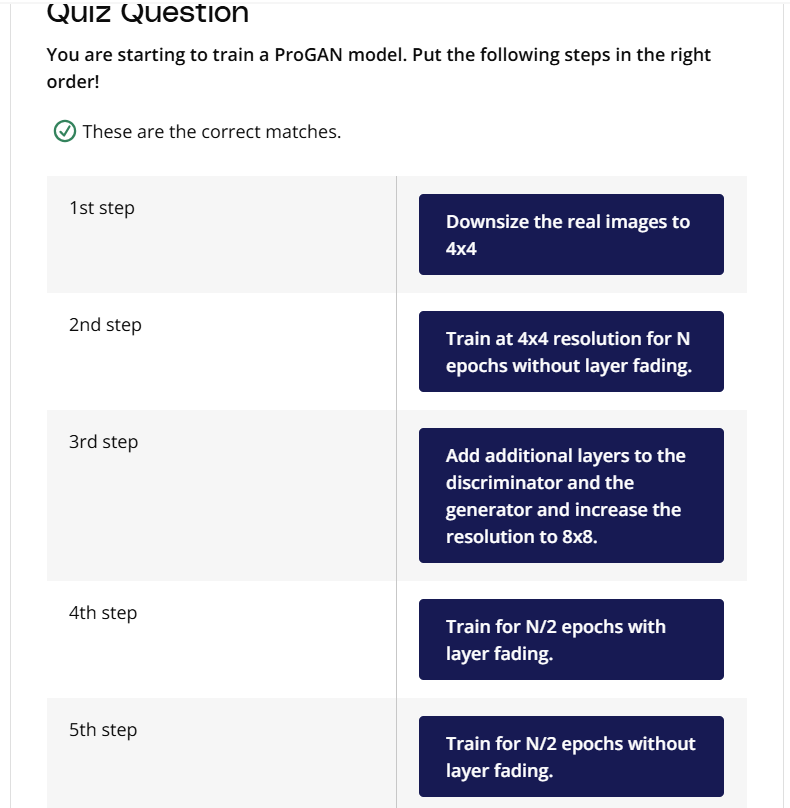 Quiz Question
You are starting to train a ProGAN model. Put the following steps in the right
order!
These are the correct matches.
1st step
Downsize the real images to
4x4
2nd step
Train at 4x4 resolution for N
epochs without layer fading.
3rd step
Add additional layers to the
discriminator and the
generator and increase the
resolution to 8x8.
4th step
Train for N/2 epochs with
layer fading.
5th step
Train for N/2 epochs without
layer fading.